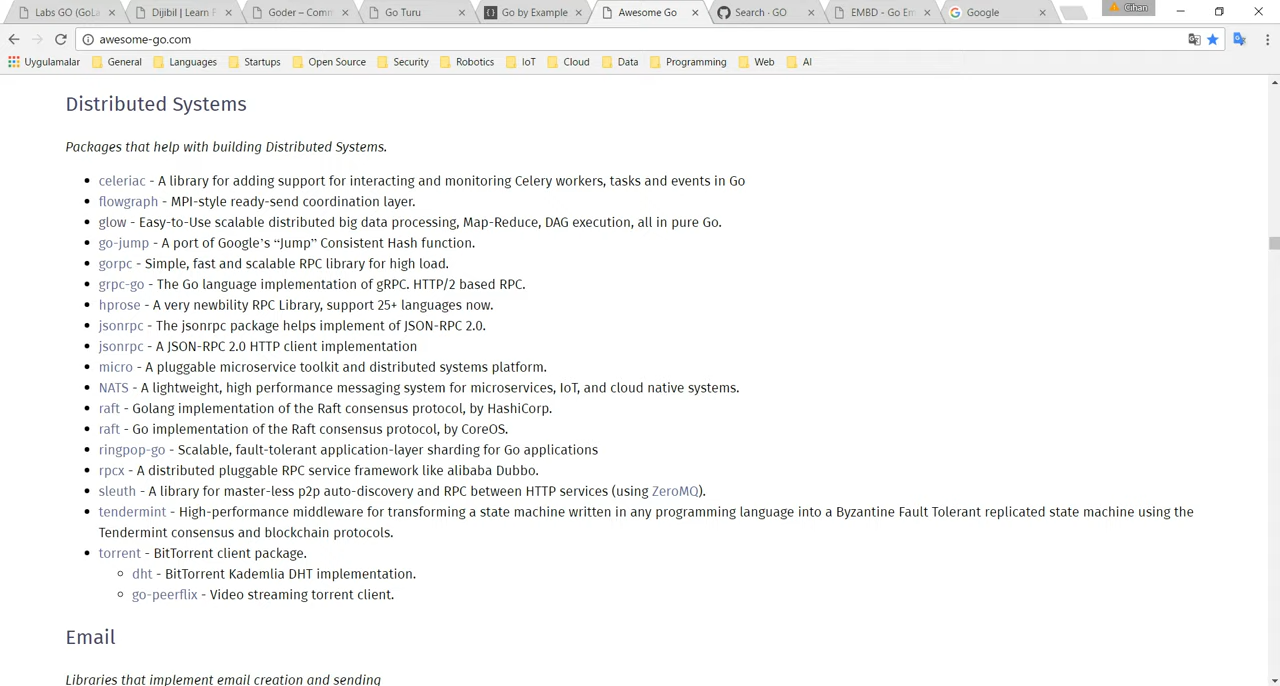 Labs GO (GoLa
Dijibil | Learn F
Goder – Comm
Go Turu
Go by Example
Awesome Go
Search · GO
EMBD - Go Em
Google
Cihan
awesome-go.com
Uygulamalar General Languages Startups Open Source Security Robotics IoT Cloud Data Programming Web AI
Distributed Systems
Packages that help with building Distributed Systems.
celeriac - A library for adding support for interacting and monitoring Celery workers, tasks and events in Go
flowgraph - MPI-style ready-send coordination layer.
glow - Easy-to-Use scalable distributed big data processing, Map-Reduce, DAG execution, all in pure Go.
go-jump - A port of Google’s “Jump” Consistent Hash function.
gorpc - Simple, fast and scalable RPC library for high load.
grpc-go - The Go language implementation of gRPC. HTTP/2 based RPC.
hprose - A very newbility RPC Library, support 25+ languages now.
jsonrpc - The jsonrpc package helps implement of JSON-RPC 2.0.
jsonrpc - A JSON-RPC 2.0 HTTP client implementation
micro - A pluggable microservice toolkit and distributed systems platform.
NATS - A lightweight, high performance messaging system for microservices, IoT, and cloud native systems.
raft - Golang implementation of the Raft consensus protocol, by HashiCorp.
raft - Go implementation of the Raft consensus protocol, by CoreOS.
ringpop-go - Scalable, fault-tolerant application-layer sharding for Go applications
rpcx - A distributed pluggable RPC service framework like alibaba Dubbo.
sleuth - A library for master-less p2p auto-discovery and RPC between HTTP services (using ZeroMQ).
tendermint - High-performance middleware for transforming a state machine written in any programming language into a Byzantine Fault Tolerant replicated state machine using the
Tendermint consensus and blockchain protocols.
torrent - BitTorrent client package.
dht - BitTorrent Kademlia DHT implementation.
go-peerflix - Video streaming torrent client.
Email
Libraries that implement email creation and sending